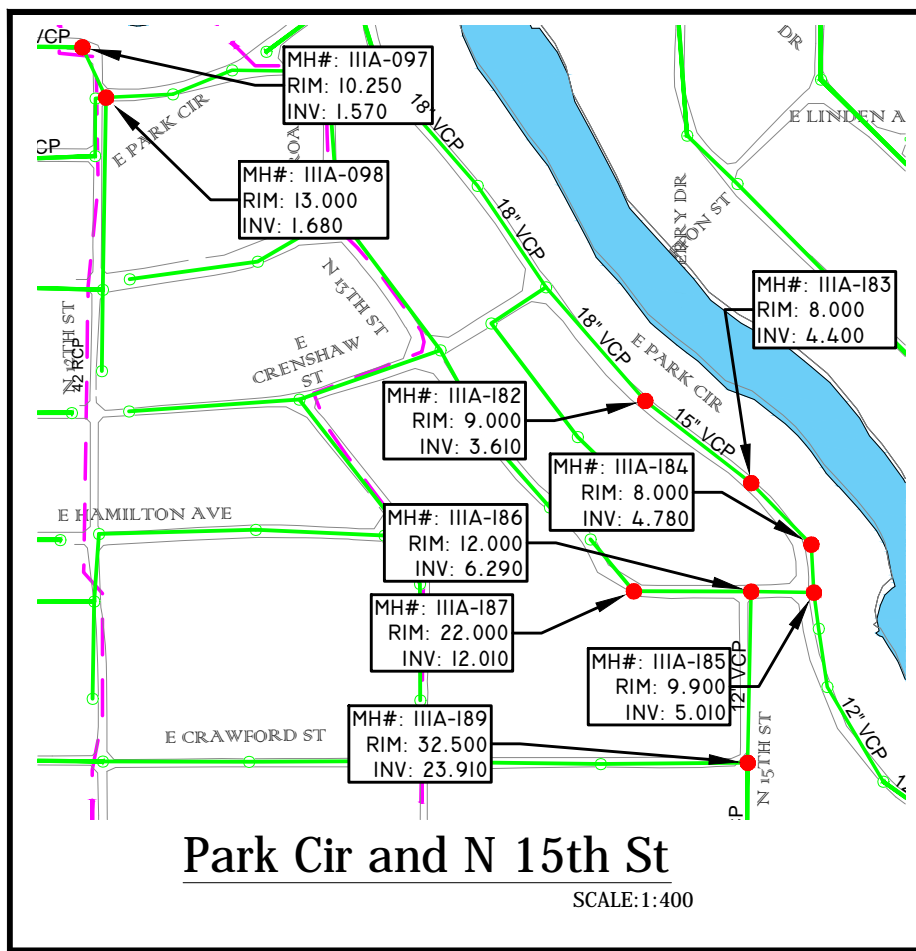 VCP
MH#: IIIA-097
RIM: 10.250
INV: 1.570
E PARK CIR
18" VCP
DR
E LINDEN A
CP
MH#: IIIA-098
RIM: 13.000
INV: 1.680
18" VCP
N 13TH ST
MH#: IIIA-183
RIM: 8.000
INV: 4.400
N 12TH ST
42 RCP
E
CRENSHAW
ST
18" VCP
E PARK CIR
15" VCP
MH#: IIIA-182
RIM: 9.000
INV: 3.610
MH#: IIIA-184
RIM: 8.000
INV: 4.780
E HAMILTON AVE
MH#: IIIA-186
RIM: 12.000
INV: 6.290
MH#: IIIA-187
RIM: 22.000
INV: 12.010
MH#: IIIA-185
RIM: 9.900
INV: 5.010
12" VCP
12" VCP
E CRAWFORD ST
MH#: IIIA-189
RIM: 32.500
INV: 23.910
N 15TH ST
12
CP
Park Cir and N 15th St
SCALE:1:400